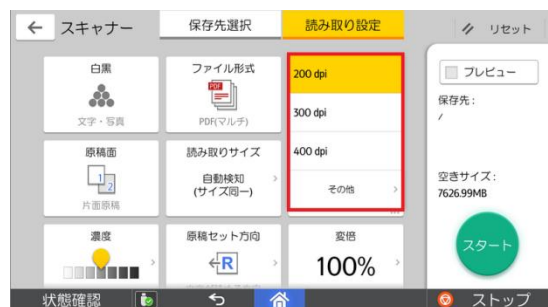 スキャナー
保存先選択
読み取り設定
リセット
白黒
文字・写真
ファイル形式
PDF
PDF(マルチ)
200 dpi
300 dpi
400 dpi
その他
プレビュー
保存先:
/
原稿面
1
2
片面原稿
読み取りサイズ
自動検知
(サイズ同一)
空きサイズ:
7626.99MB
濃度
原稿セット方向
R
変倍
100%
スタート
状態確認
ストップ